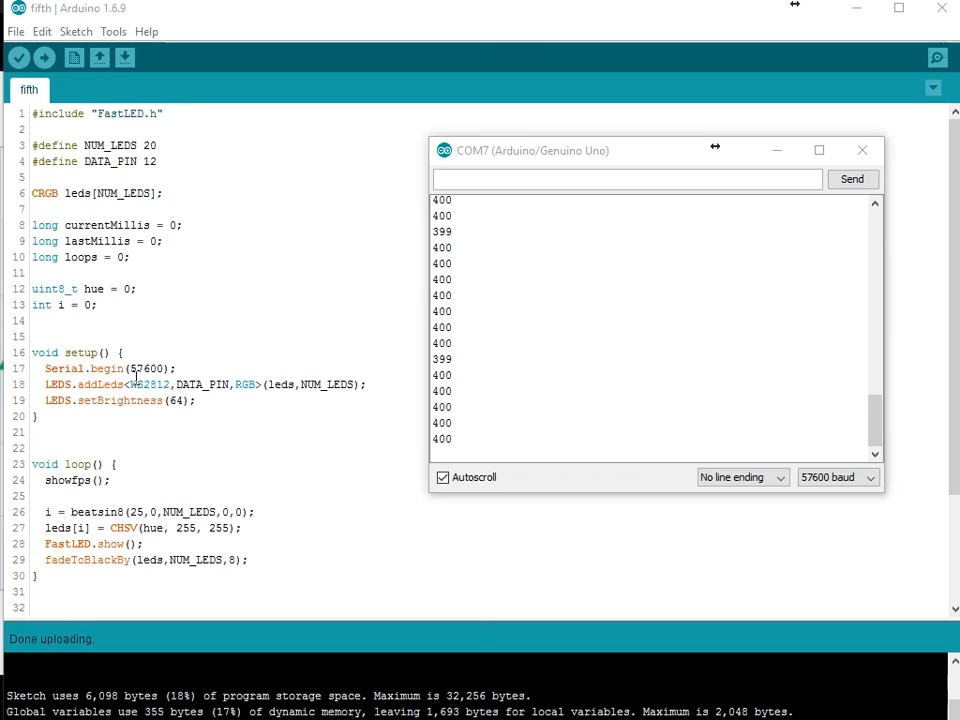 fifth | Arduino 1.6.9
File Edit Sketch Tools Help
fifth
1 #include "FastLED.h"
2
3 #define NUM_LEDS 20
4 #define DATA_PIN 12
5
6 CRGB leds[NUM_LEDS];
7
8 long currentMillis = 0;
9 long lastMillis = 0;
10 long loops = 0;
11
12 uint8_t hue = 0;
13 int i = 0;
14
15
16 void setup() {
17 Serial.begin(57600);
18 LEDS.addLeds<WS2812,DATA_PIN,RGB>(leds,NUM_LEDS);
19 LEDS.setBrightness(64);
20 }
21
22
23 void loop() {
24 showfps();
25
26 i = beatsin8(25,0,NUM_LEDS,0,0);
27 leds[i] = CHSV(hue, 255, 255);
28 FastLED.show();
29 fadeToBlackBy(leds,NUM_LEDS,8);
30 }
31
32
COM7 (Arduino/Genuino Uno)
Send
400
400
399
400
400
400
400
400
400
400
399
400
400
400
400
400
Autoscroll No line ending 57600 baud
Done uploading.
Sketch uses 6,098 bytes (18%) of program storage space. Maximum is 32,256 bytes.
Global variables use 355 bytes (17%) of dynamic memory, leaving 1,693 bytes for local variables. Maximum is 2,048 bytes.